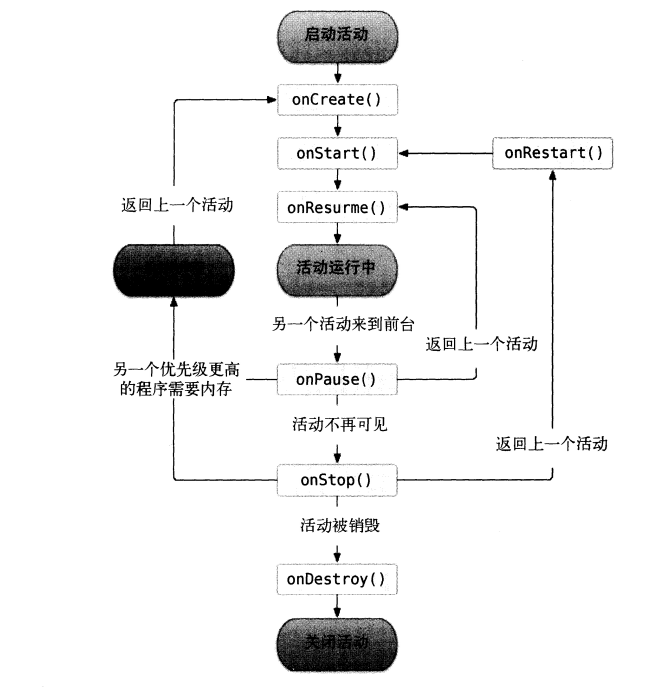 启动活动
onCreate()
onStart()
onRestart()
返回上一个活动
onResurme()
活动运行中
另一个活动来到前台
返回上一个活动
另一个优先级更高
的程序需要内存
onPause()
活动不再可见
返回上一个活动
onStop()
活动被销毁
onDestroy()
关闭活动